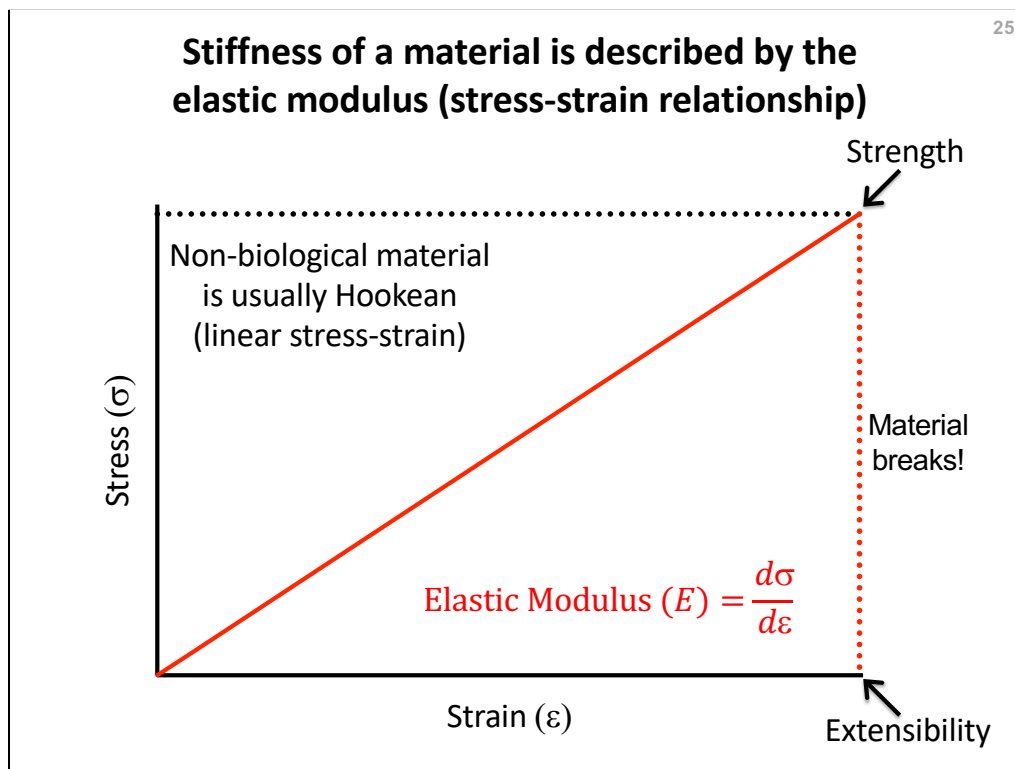 25
Stiffness of a material is described by the
elastic modulus (stress-strain relationship)
Strength
Non-biological material
is usually Hookean
(linear stress-strain)
Stress (σ)
Material
breaks!
Elastic Modulus (E) = dσ/dε
Strain (ε)
Extensibility